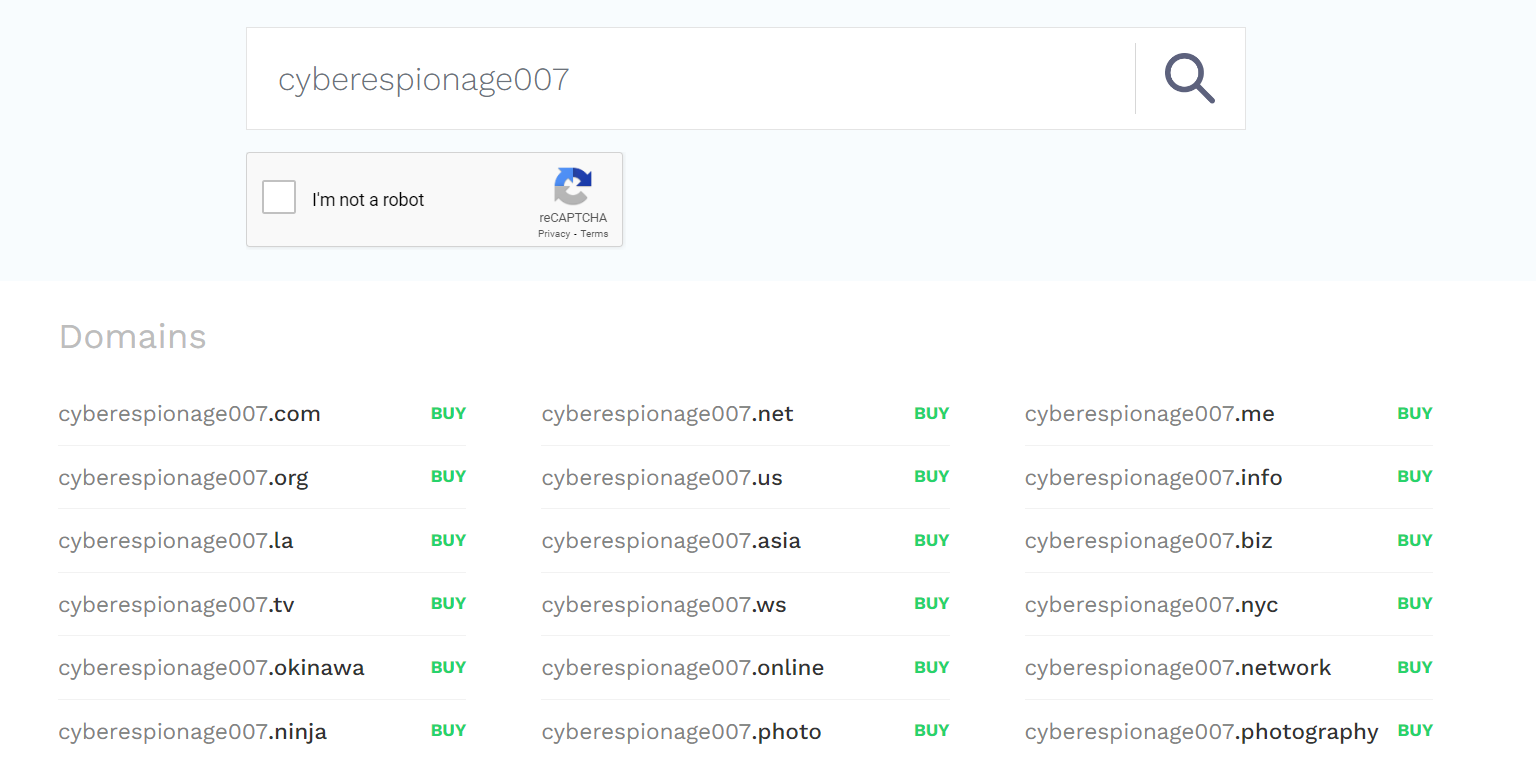 cyberespionage007
I'm not a robot
reCAPTCHA
Privacy - Terms
Domains
cyberespionage007.com BUY cyberespionage007.net BUY cyberespionage007.me BUY
cyberespionage007.org BUY cyberespionage007.us BUY cyberespionage007.info BUY
cyberespionage007.la BUY cyberespionage007.asia BUY cyberespionage007.biz BUY
cyberespionage007.tv BUY cyberespionage007.ws BUY cyberespionage007.nyc BUY
cyberespionage007.okinawa BUY cyberespionage007.online BUY cyberespionage007.network BUY
cyberespionage007.ninja BUY cyberespionage007.photo BUY cyberespionage007.photography BUY